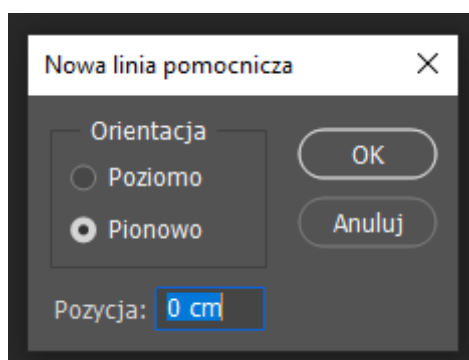 Nowa linia pomocnicza
Orientacja
Poziomo
Pionowo
OK
Anuluj
Pozycja: 0 cm